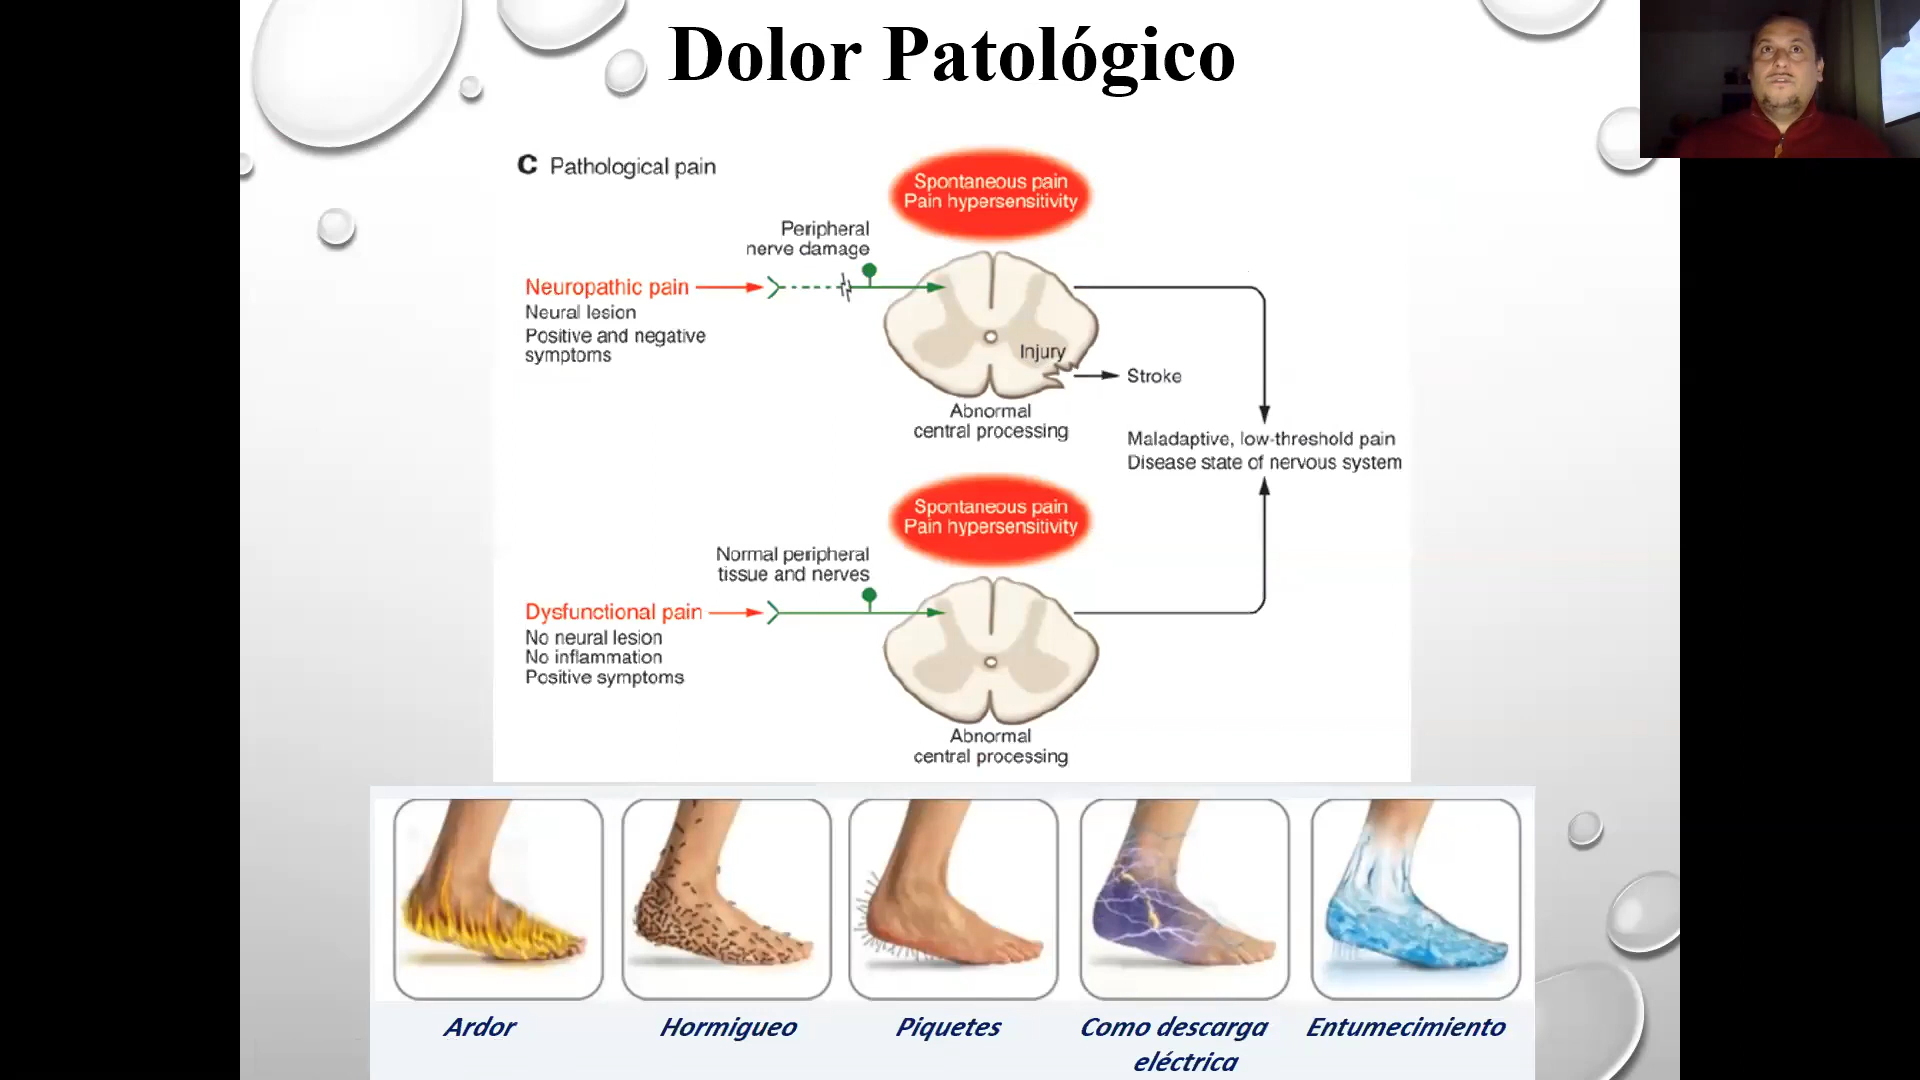 Dolor Patológico
C Pathological pain
Spontaneous pain
Pain hypersensitivity
Peripheral
nerve damage
Neuropathic pain
Neural lesion
Positive and negative
symptoms
Injury
Stroke
Abnormal
central processing
Maladaptive, low-threshold pain
Disease state of nervous system
Spontaneous pain
Pain hypersensitivity
Normal peripheral
tissue and nerves
Dysfunctional pain
No neural lesion
No inflammation
Positive symptoms
Abnormal
central processing
Ardor
Hormigueo
Piquetes
Como descarga
eléctrica
Entumecimiento